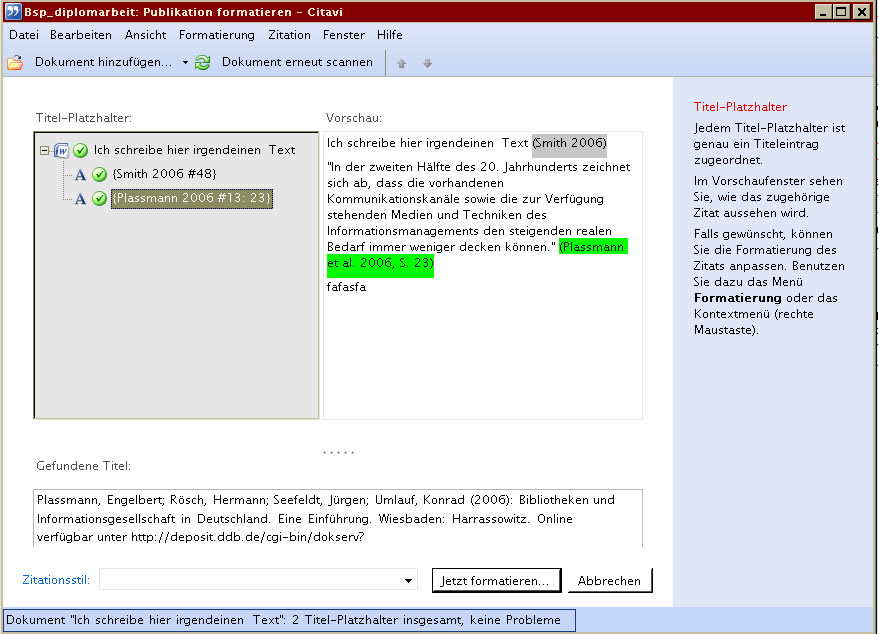 Bsp_diplomarbeit: Publikation formatieren - Citavi
Datei Bearbeiten Ansicht Formatierung Zitation Fenster Hilfe
Dokument hinzufügen... Dokument erneut scannen
Titel-Platzhalter:
Ich schreibe hier irgendeinen Text
A {Smith 2006 #48}
A {Plassmann 2006 #13: 23}
Vorschau:
Ich schreibe hier irgendeinen Text (Smith 2006)
"In der zweiten Hälfte des 20. Jahrhunderts zeichnet
sich ab, dass die vorhandenen
Kommunikationskanäle sowie die zur Verfügung
stehenden Medien und Techniken des
Informationsmanagements den steigenden realen
Bedarf immer weniger decken können." (Plassmann
et al. 2006, S. 23)
fafasfa
Titel-Platzhalter
Jedem Titel-Platzhalter ist
genau ein Titeleintrag
zugeordnet.
Im Vorschaufenster sehen
Sie, wie das zugehörige
Zitat aussehen wird.
Falls gewünscht, können
Sie die Formatierung des
Zitats anpassen. Benutzen
Sie dazu das Menü
Formatierung oder das
Kontextmenü (rechte
Maustaste).
Gefundene Titel:
Plassmann, Engelbert; Rösch, Hermann; Seefeldt, Jürgen; Umlauf, Konrad (2006): Bibliotheken und
Informationsgesellschaft in Deutschland. Eine Einführung. Wiesbaden: Harrassowitz. Online
verfügbar unter http://deposit.ddb.de/cgi-bin/dokserv?
Zitationsstil:
Jetzt formatieren... Abbrechen
Dokument "Ich schreibe hier irgendeinen Text": 2 Titel-Platzhalter insgesamt, keine Probleme